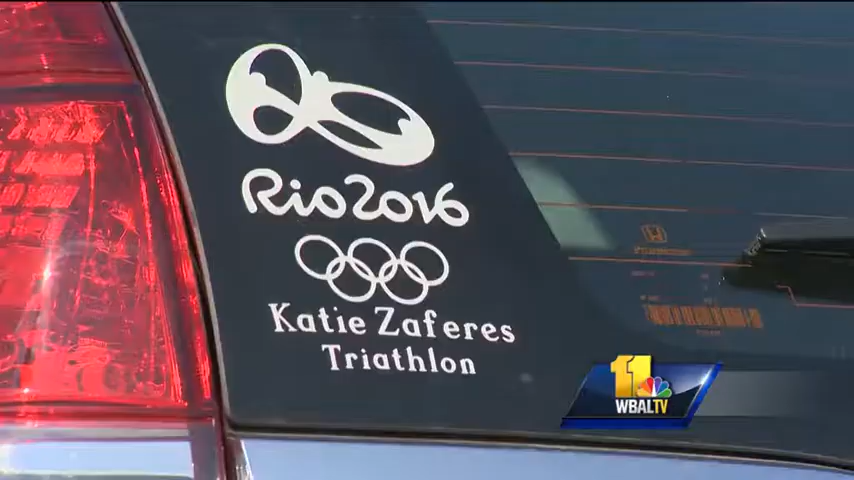 Rio2016
Katie Zaferes
Triathlon
11
WBALTV